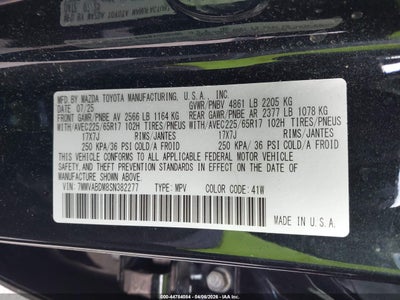 MFD BY MAZDA TOYOTA MANUFACTURING, U.S.A., INC.
DATE 07/25 GVWR/PNBV 4861 LB 2205 KG
FRONT GAWR/PNBE AV 2566 LB 1164 KG REAR GAWR/PNBE AR 2377 LB 1078 KG
WITH/AVEC225/65R17 102H TIRES/PNEUS WITH/AVEC225/65R17 102H TIRES/PNEUS
17X7J RIMS/JANTES 17X7J RIMS/JANTES
250 KPA/ 36 PSI COLD/A FROID 250 KPA/ 36 PSI COLD/A FROID
THIS VEHICLE CONFORMS TO ALL APPLICABLE FEDERAL MOTOR VEHICLE
SAFETY, THEFT PREVENTION STANDARDS IN EFFECT ON THE DATE
OF MANUFACTURE SHOWN ABOVE.
VIN: 7MMVABDM8SN382277 TYPE: MPV COLOR CODE: 41W
MADE IN U.S.A.
#44784084 - 04/06/2026 - IAAI.COM